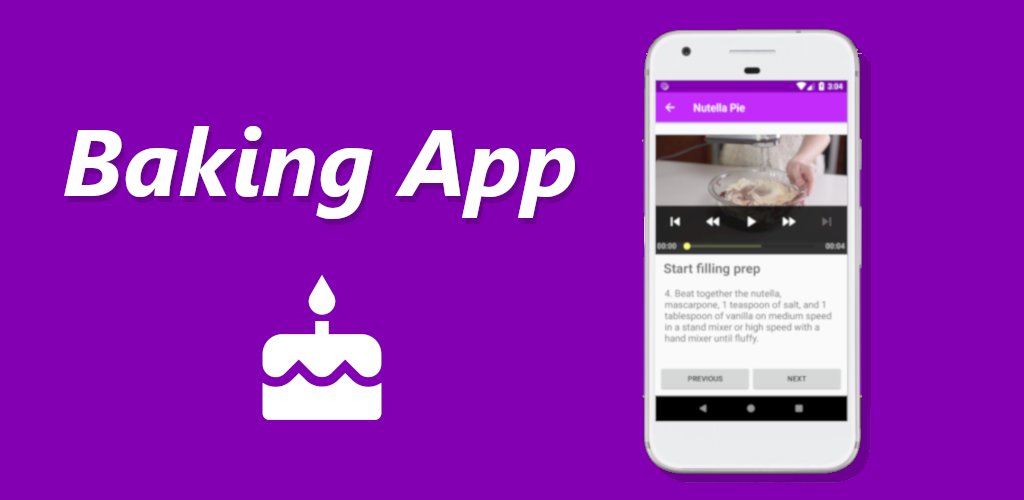 Baking App
3:04
Nutella Pie
00:00
00:04
Start filling prep
4. Beat together the nutella,
mascarpone, 1 teaspoon of salt, and 1
tablespoon of vanilla on medium speed
in a stand mixer or high speed with a
hand mixer until fluffy.
PREVIOUS
NEXT